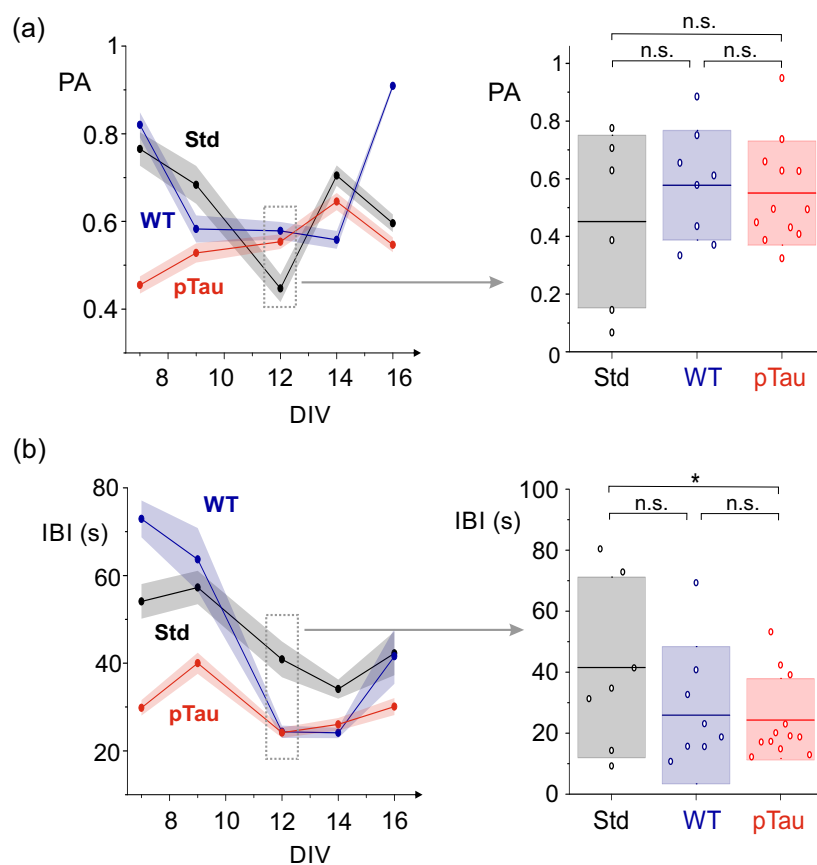 (a)
1
PA
0.8
0.6
0.4
Std
WT
pTau
8
10
12
14
16
DIV
n.s.
n.s.
n.s.
PA
1
0.8
0.6
0.4
0.2
0
Std
WT
pTau
(b)
80
IBI (s)
60
40
20
WT
Std
pTau
8
10
12
14
16
DIV
*
n.s.
n.s.
IBI (s)
100
80
60
40
20
0
Std
WT
pTau